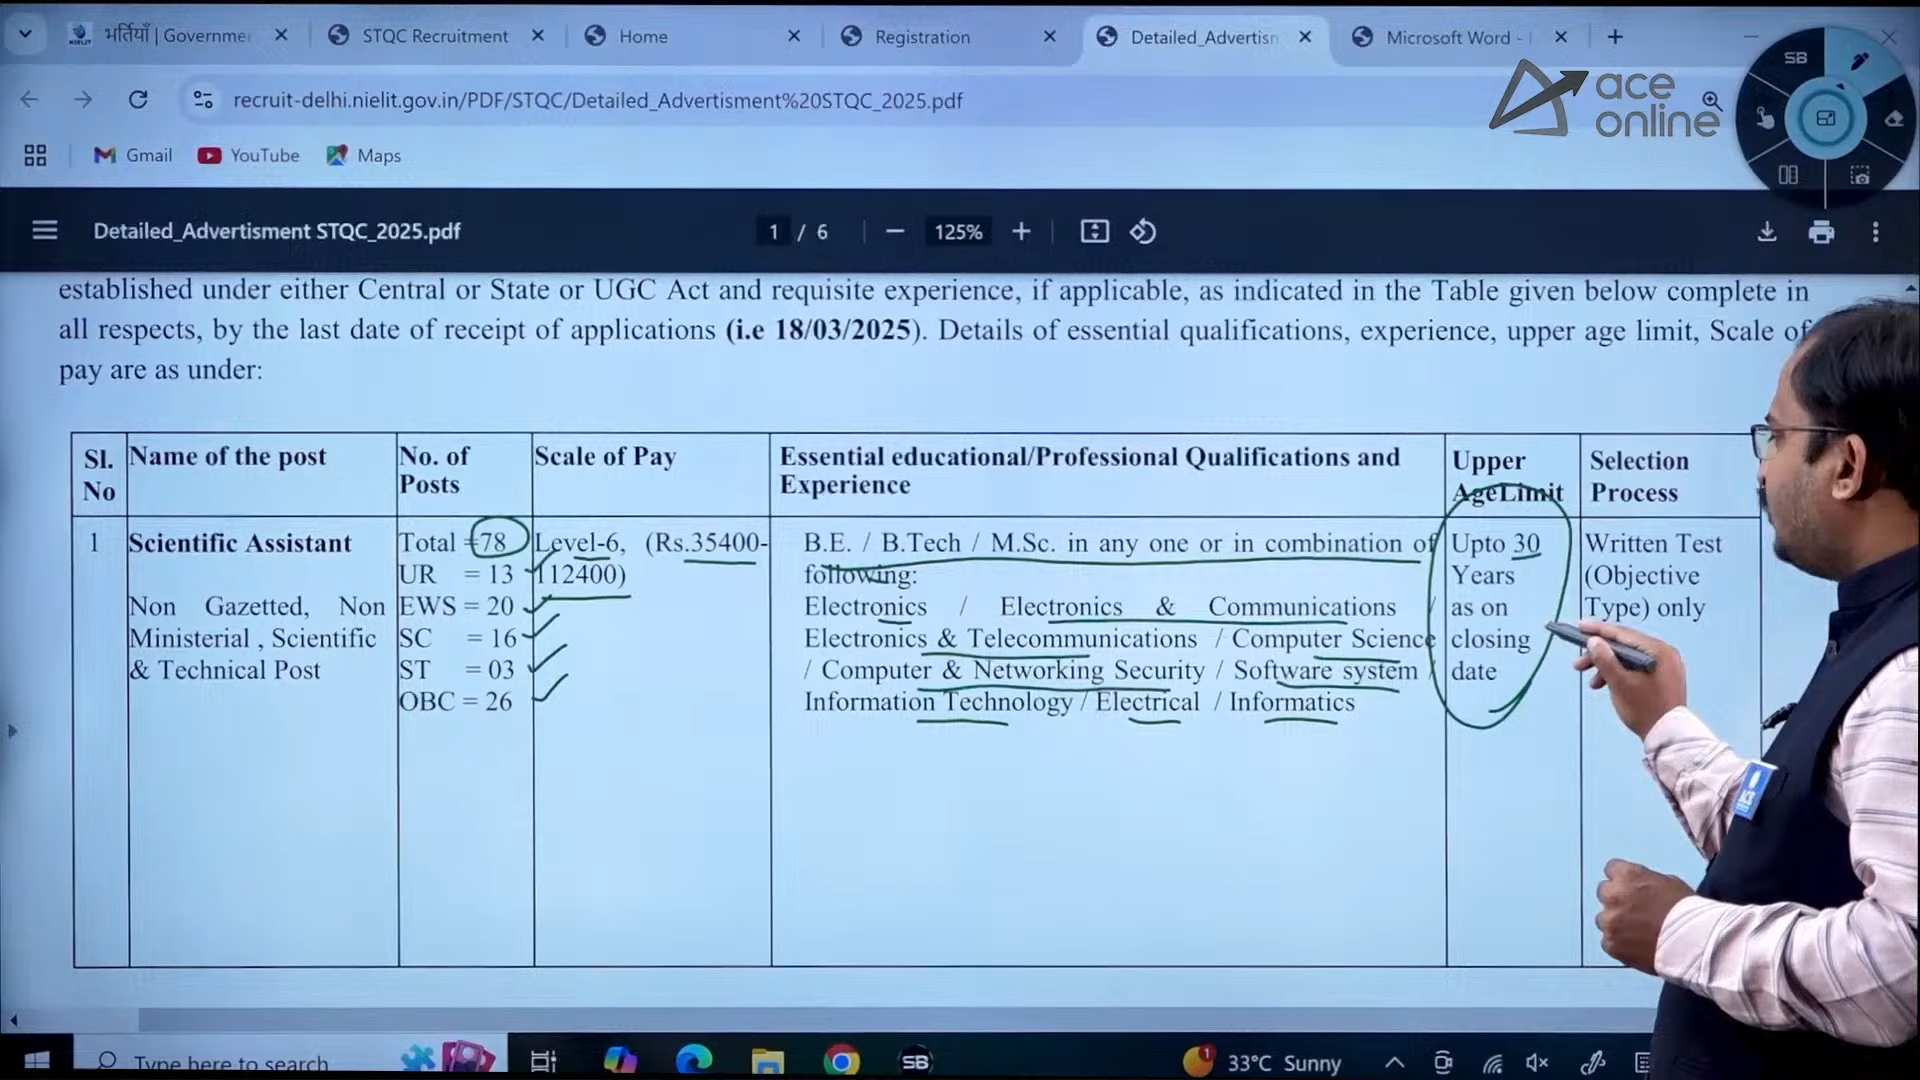 भर्तियाँ | Governme
STQC Recruitment
Home
Registration
Detailed_Advertism
Microsoft Word -
SB
recruit-delhi.nielit.gov.in/PDF/STQC/Detailed_Advertisment%20STQC_2025.pdf
ace
online
Gmail
YouTube
Maps
Detailed_Advertisment STQC_2025.pdf
1 / 6
125%
established under either Central or State or UGC Act and requisite experience, if applicable, as indicated in the Table given below complete in
all respects, by the last date of receipt of applications (i.e 18/03/2025). Details of essential qualifications, experience, upper age limit, Scale of
pay are as under:
Sl.
No
Name of the post
No. of
Posts
Scale of Pay
Essential educational/Professional Qualifications and
Experience
Upper
AgeLimit
Selection
Process
1
Scientific Assistant
Non Gazetted, Non
Ministerial , Scientific
& Technical Post
Total =78
UR = 13
EWS = 20
SC = 16
ST = 03
OBC = 26
Level-6, (Rs.35400-
112400)
B.E. / B.Tech / M.Sc. in any one or in combination of
following:
Electronics / Electronics & Communications /
Electronics & Telecommunications / Computer Science
/ Computer & Networking Security / Software system /
Information Technology / Electrical / Informatics
Upto 30
Years
as on
closing
date
Written Test
(Objective
Type) only
ACE
Type here to search
SB
1
33°C Sunny